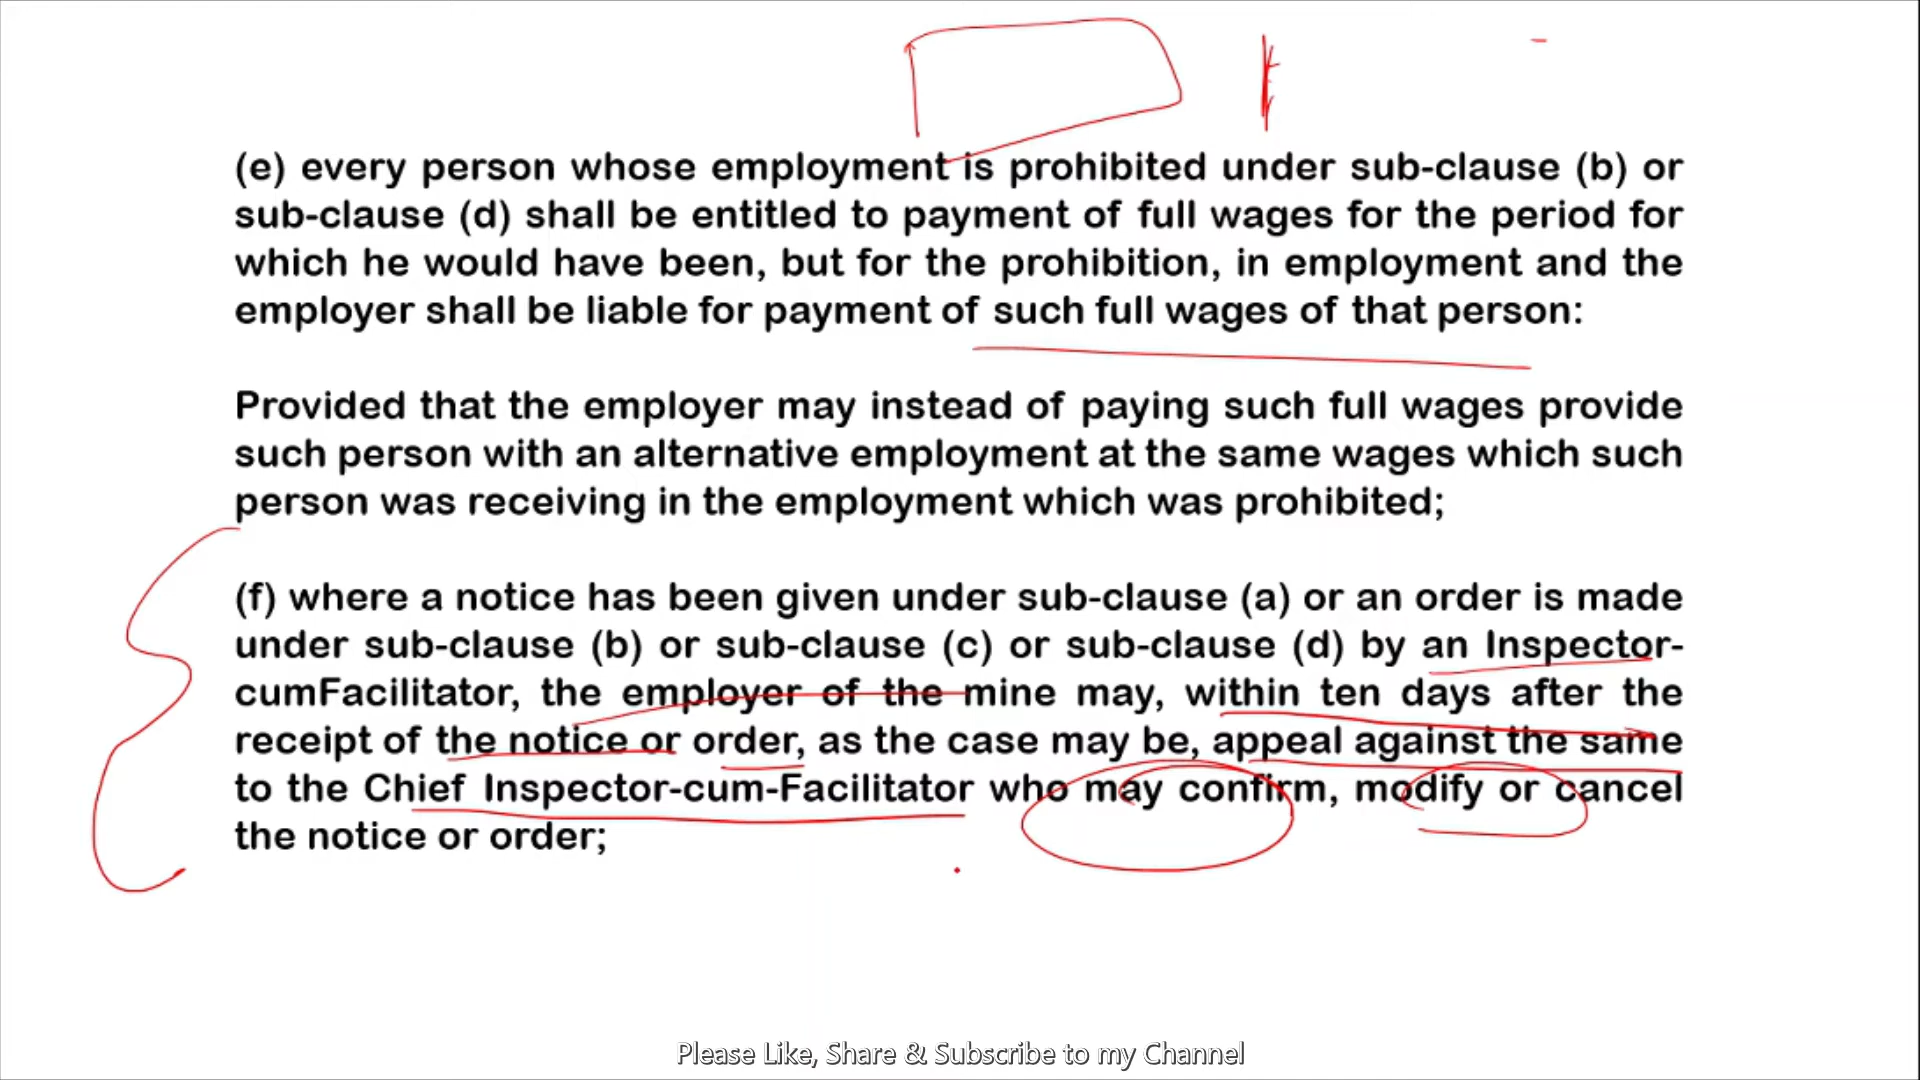 (e) every person whose employment is prohibited under sub-clause (b) or
sub-clause (d) shall be entitled to payment of full wages for the period for
which he would have been, but for the prohibition, in employment and the
employer shall be liable for payment of such full wages of that person:
Provided that the employer may instead of paying such full wages provide
such person with an alternative employment at the same wages which such
person was receiving in the employment which was prohibited;
(f) where a notice has been given under sub-clause (a) or an order is made
under sub-clause (b) or sub-clause (c) or sub-clause (d) by an Inspector-
cumFacilitator, the employer of the mine may, within ten days after the
receipt of the notice or order, as the case may be, appeal against the same
to the Chief Inspector-cum-Facilitator who may confirm, modify or cancel
the notice or order;
Please Like, Share & Subscribe to my Channel